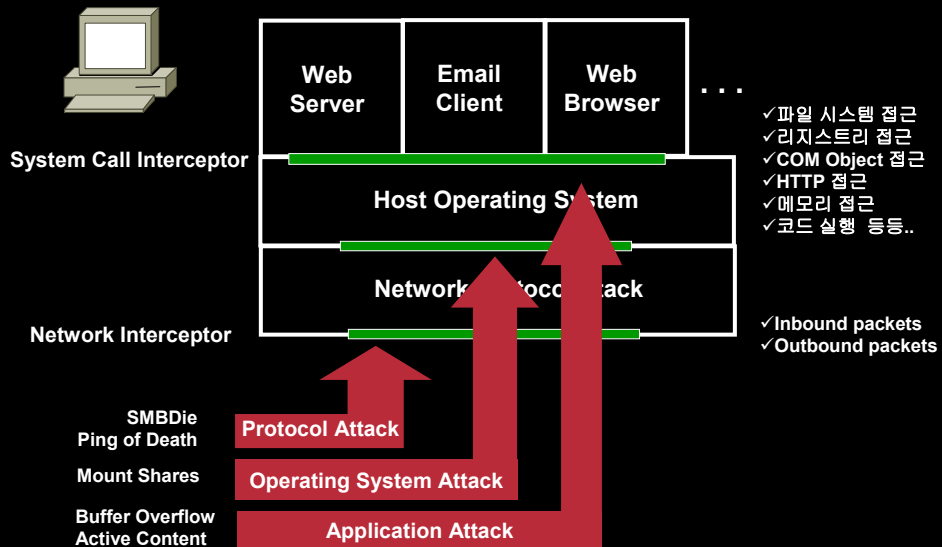 Web
Server
Email
Client
Web
Browser
. . .
System Call Interceptor
Host Operating System
✓파일 시스템 접근
✓리지스트리 접근
✓COM Object 접근
✓HTTP 접근
✓메모리 접근
✓코드 실행 등등..
Network Protocol Stack
Network Interceptor
✓Inbound packets
✓Outbound packets
SMBDie
Ping of Death
Protocol Attack
Mount Shares
Operating System Attack
Buffer Overflow
Active Content
Application Attack